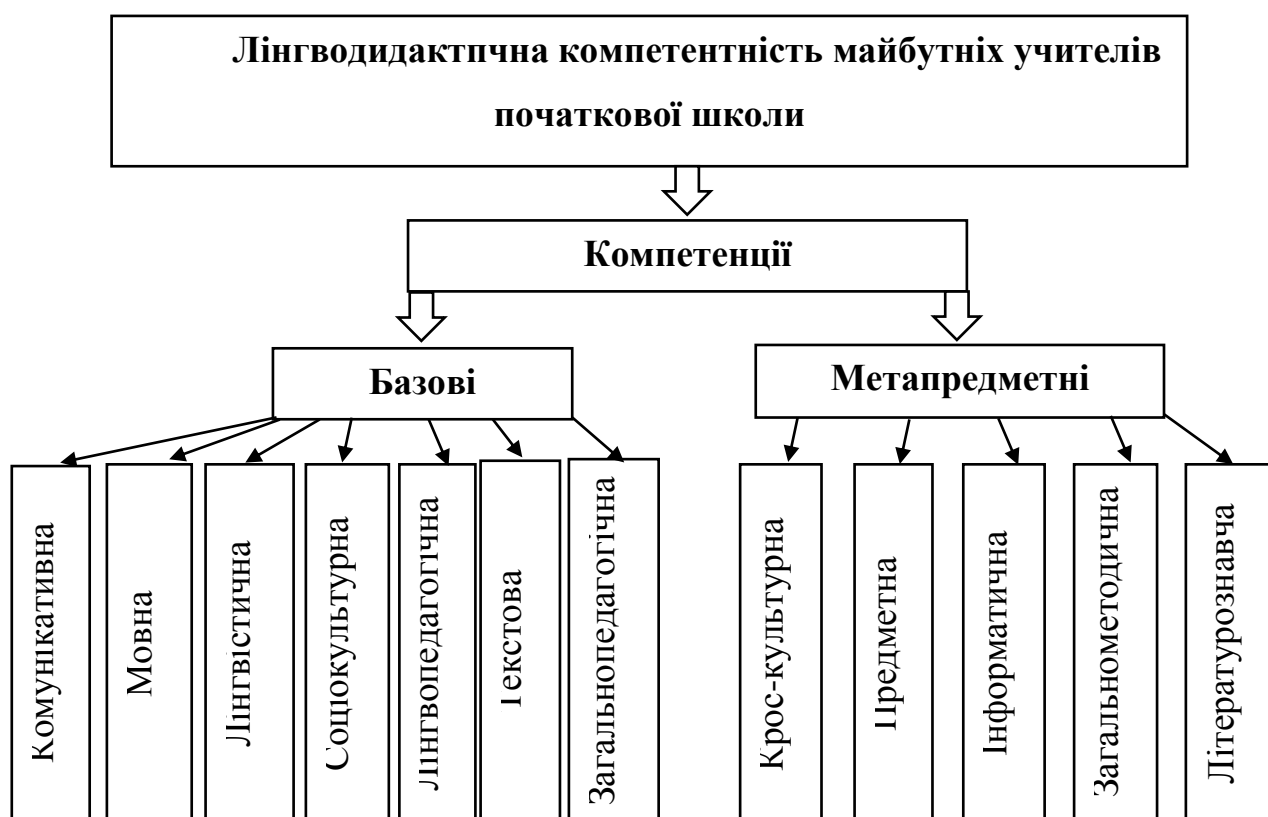 Лінгводидактпчна компетентність майбутніх учителів
початкової школи
Компетенції
Базові
Метапредметні
Комунікативна
Мовна
Лінгвістична
Соціокультурна
Лінгвопедагогічна
Текстова
Загальнопедагогічна
Крос-культурна
Предметна
Інформатична
Загальнометодична
Літературознавча